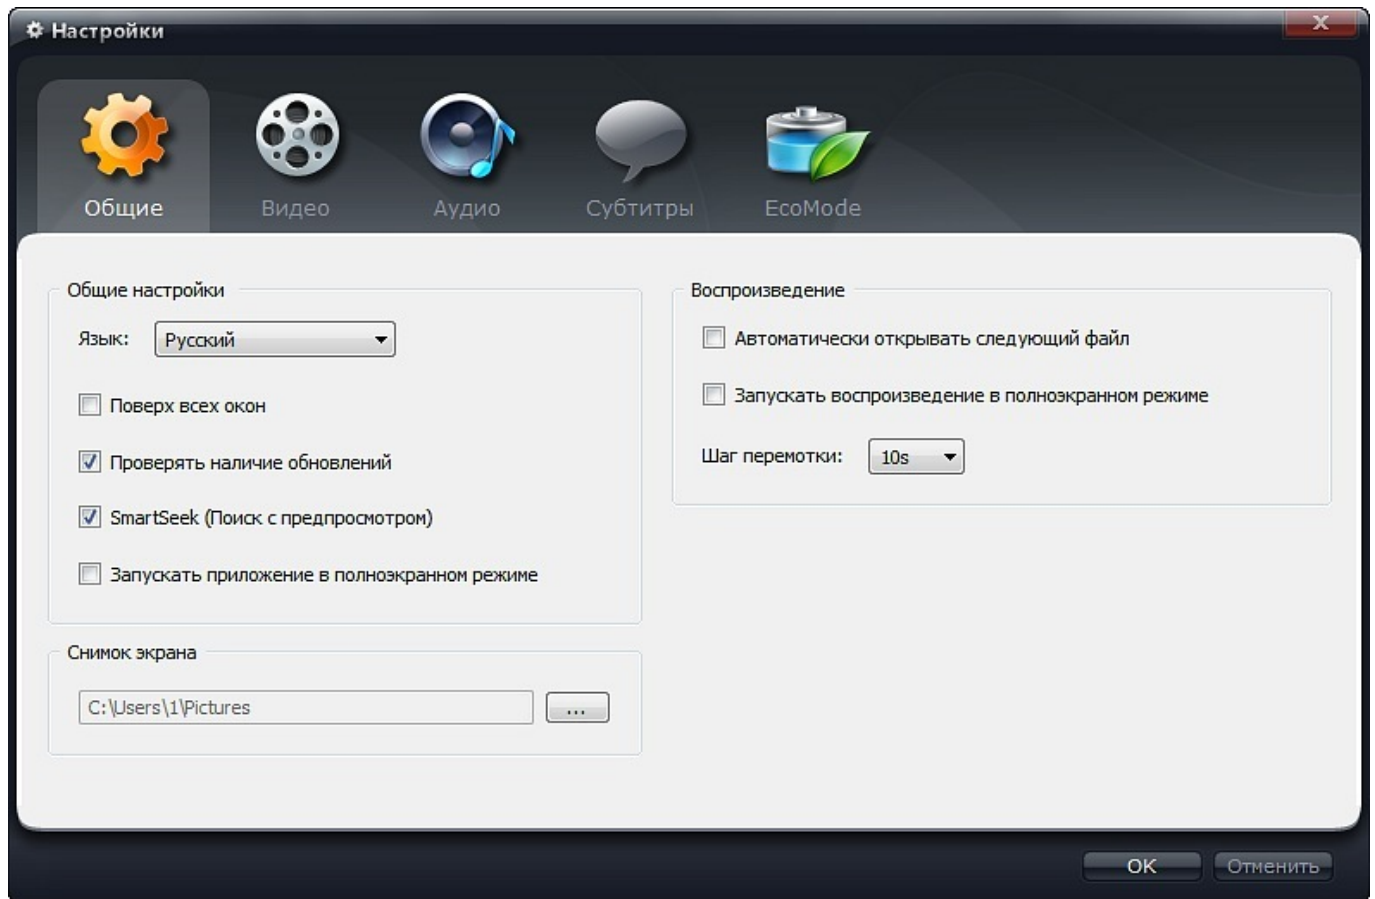 Настройки
X
Общие
Видео
Аудио
Субтитры
EcoMode
Общие настройки
Язык: Русский
Поверх всех окон
Проверять наличие обновлений
SmartSeek (Поиск с предпросмотром)
Запускать приложение в полноэкранном режиме
Снимок экрана
C:\Users\1\Pictures
...
Воспроизведение
Автоматически открывать следующий файл
Запускать воспроизведение в полноэкранном режиме
Шаг перемотки: 10s
OK
Отменить